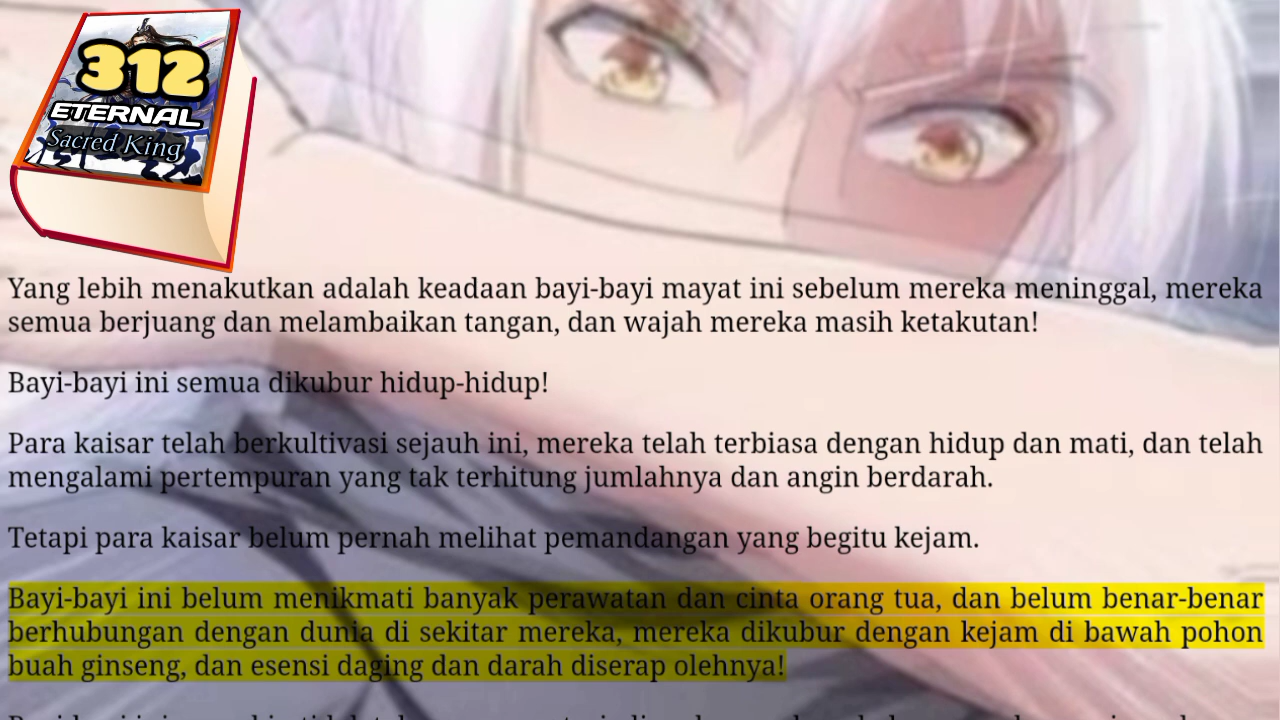 312
ETERNAL
Sacred King
Yang lebih menakutkan adalah keadaan bayi-bayi mayat ini sebelum mereka meninggal, mereka
semua berjuang dan melambaikan tangan, dan wajah mereka masih ketakutan!
Bayi-bayi ini semua dikubur hidup-hidup!
Para kaisar telah berkultivasi sejauh ini, mereka telah terbiasa dengan hidup dan mati, dan telah
mengalami pertempuran yang tak terhitung jumlahnya dan angin berdarah.
Tetapi para kaisar belum pernah melihat pemandangan yang begitu kejam.
Bayi-bayi ini belum menikmati banyak perawatan dan cinta orang tua, dan belum benar-benar
berhubungan dengan dunia di sekitar mereka, mereka dikubur dengan kejam di bawah pohon
buah ginseng, dan esensi daging dan darah diserap olehnya!